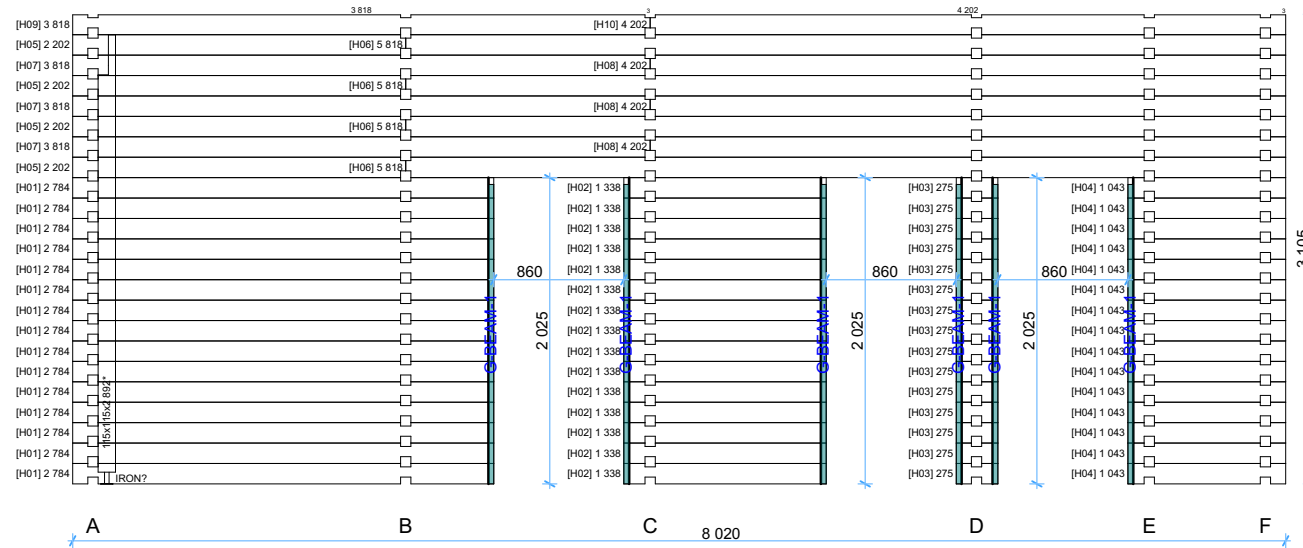 3 818 3 4 202 3
[H09] 3 818 [H10] 4 202
[H05] 2 202 [H06] 5 818
[H07] 3 818 [H08] 4 202
[H05] 2 202 [H06] 5 818
[H07] 3 818 [H08] 4 202
[H05] 2 202 [H06] 5 818
[H07] 3 818 [H08] 4 202
[H05] 2 202 [H06] 5 818
[H01] 2 784 [H02] 1 338 [H03] 275 [H04] 1 043
[H01] 2 784 [H02] 1 338 [H03] 275 [H04] 1 043
[H01] 2 784 [H02] 1 338 [H03] 275 [H04] 1 043
[H01] 2 784 [H02] 1 338 [H03] 275 [H04] 1 043
[H01] 2 784 860 [H02] 1 338 860 [H03] 275 860 [H04] 1 043
[H01] 2 784 [H02] 1 338 [H03] 275 [H04] 1 043
[H01] 2 784 [H02] 1 338 [H03] 275 [H04] 1 043
[H01] 2 784 [H02] 1 338 [H03] 275 [H04] 1 043
[H01] 2 784 [H02] 1 338 [H03] 275 [H04] 1 043
[H01] 2 784 [H02] 1 338 [H03] 275 [H04] 1 043
[H01] 2 784 [H02] 1 338 [H03] 275 [H04] 1 043
[H01] 2 784 [H02] 1 338 [H03] 275 [H04] 1 043
[H01] 2 784 [H02] 1 338 [H03] 275 [H04] 1 043
[H01] 2 784 [H02] 1 338 [H03] 275 [H04] 1 043
[H01] 2 784 [H02] 1 338 [H03] 275 [H04] 1 043
115x115x2 892*
IRON?
G-BEAM-1
2 025
G-BEAM-1
G-BEAM-1
2 025
G-BEAM-1
G-BEAM-1
2 025
G-BEAM-1
3 105
A B C D E F
8 020